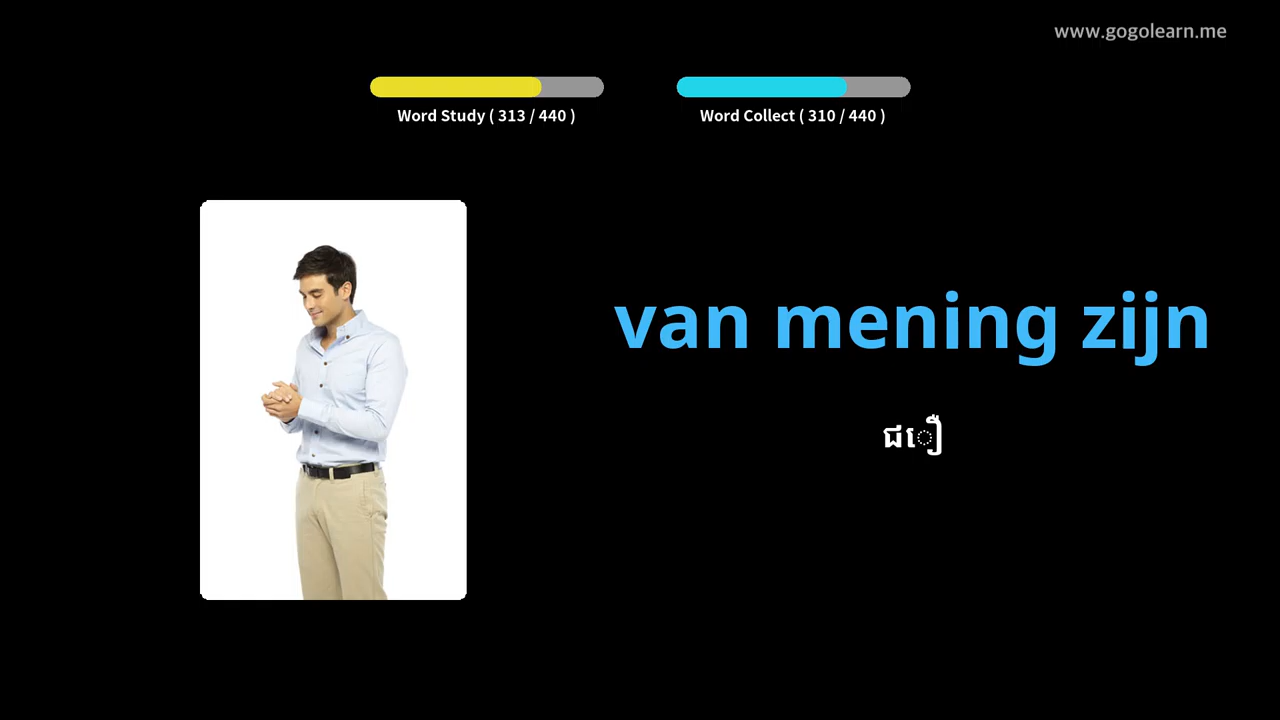 www.gogolearn.me
Word Study ( 313 / 440 )
Word Collect ( 310 / 440 )
van mening zijn
ជឿ